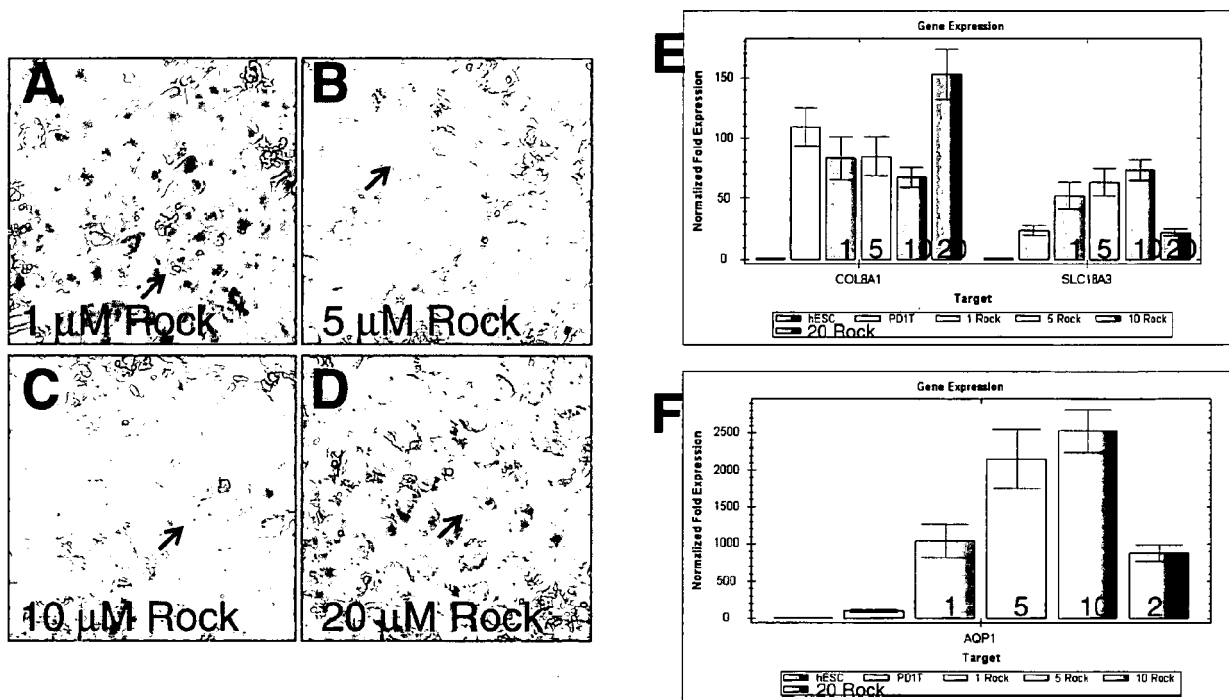 A
1 µM Rock
B
5 µM Rock
C
10 µM Rock
D
20 µM Rock
E
Gene Expression
Normalized Fold Expression
150
100
50
0
1 5 10 20 1 5 10 20
COL8A1 SLC18A3
Target
hESC PD1T 1 Rock 5 Rock 10 Rock
20 Rock
F
Gene Expression
Normalized Fold Expression
2500
2000
1500
1000
500
0
1 5 10 2
AQP1
Target
hESC PD1T 1 Rock 5 Rock 10 Rock
20 Rock